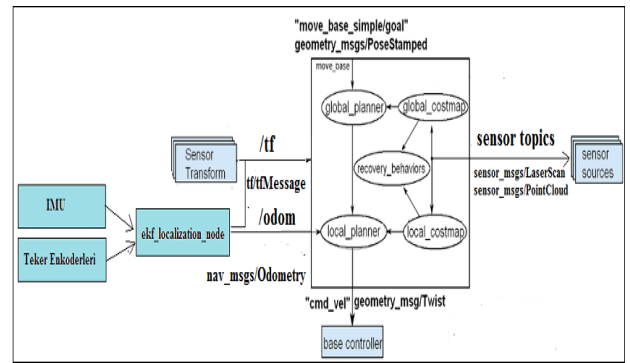 "move_base_simple/goal"
geometry_msgs/PoseStamped
move_base
global_planner
global_costmap
/tf
sensor topics
Sensor
Transform
sensor
sources
recovery_behaviors
sensor_msgs/LaserScan
sensor_msgs/PointCloud
tf/tfMessage
IMU
/odom
ekf_localization_node
local_planner
local_costmap
Teker Enkoderleri
nav_msgs/Odometry
"cmd_vel"
geometry_msg/Twist
base controller